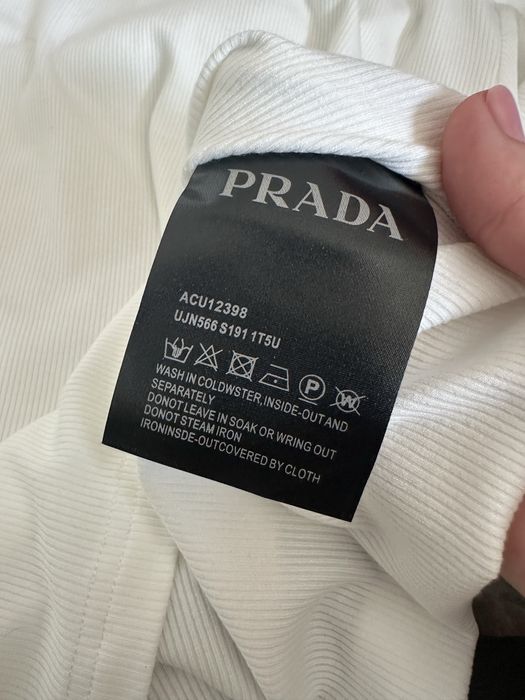 PRADA
ACU12398
UJN566 S191 1T5U
P
W
WASH IN COLDWSTER, INSIDE-OUT AND
SEPARATELY
DONOT LEAVE IN SOAK OR WRING OUT
DONOT STEAM IRON
IRONINSDE-OUTCOVERED BY CLOTH